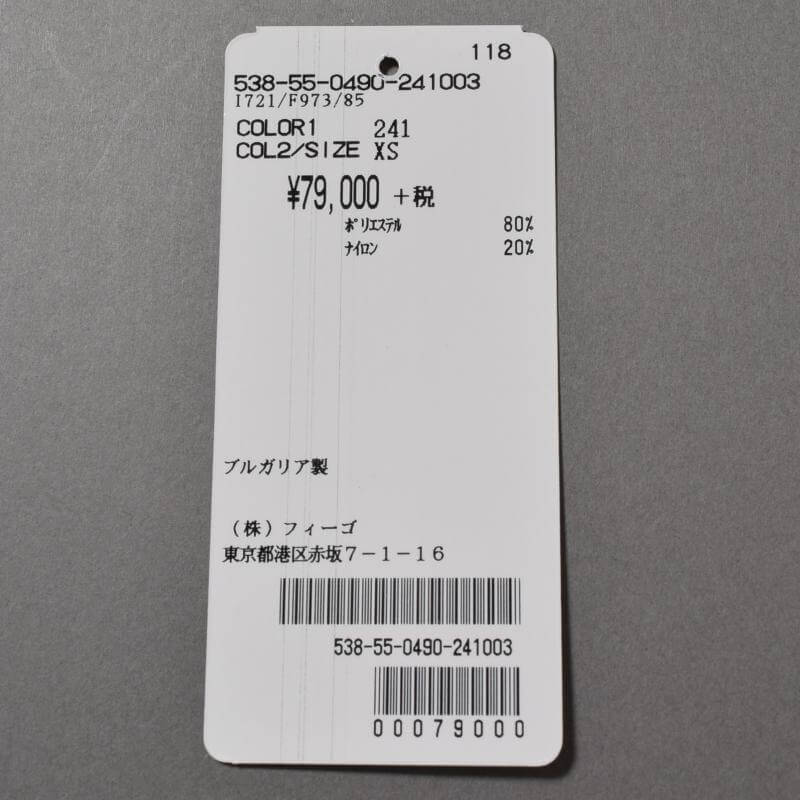 118
538-55-0490-241003
I721/F973/85
COLOR1 241
COL2/SIZE XS
¥79,000 +税
ポリエステル 80%
ナイロン 20%
ブルガリア製
(株)フィーゴ
東京都港区赤坂7-1-16
538-55-0490-241003
00079000